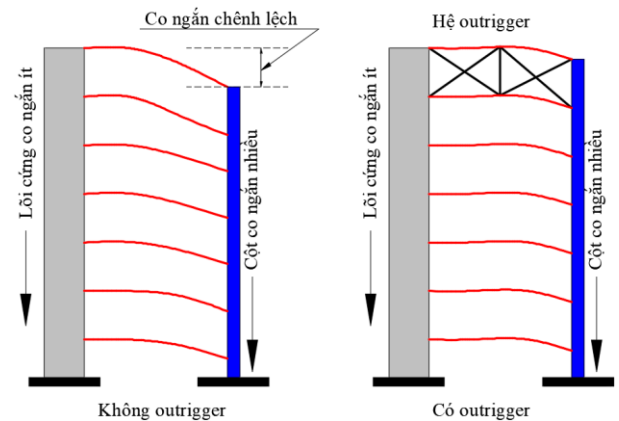 Co ngắn chênh lệch
Lõi cứng co ngắn ít
Cột co ngắn nhiều
Không outrigger
Hệ outrigger
Lõi cứng co ngắn ít
Cột co ngắn nhiều
Có outrigger